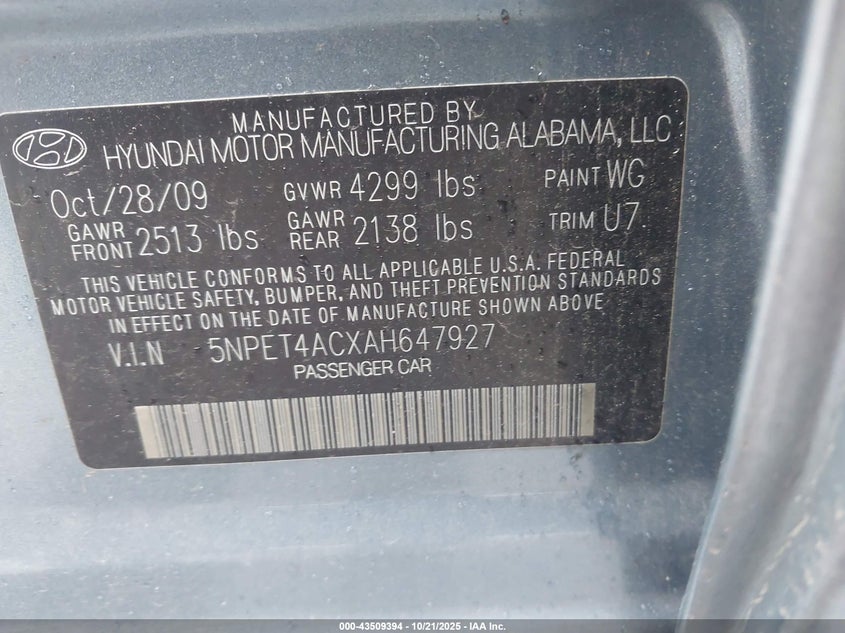 MANUFACTURED BY
HYUNDAI MOTOR MANUFACTURING ALABAMA, LLC
Oct/28/09 GVWR 4299 lbs PAINT WG
GAWR FRONT 2513 lbs GAWR REAR 2138 lbs TRIM U7
THIS VEHICLE CONFORMS TO ALL APPLICABLE U.S.A. FEDERAL
MOTOR VEHICLE SAFETY, BUMPER, AND THEFT PREVENTION STANDARDS
IN EFFECT ON THE DATE OF MANUFACTURE SHOWN ABOVE
V.I.N 5NPET4ACXAH647927
PASSENGER CAR
000-43509394 | 10/21/2025 | IAA Inc.